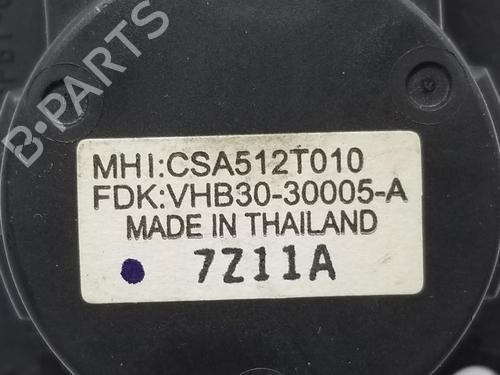 B-PARTS
MHI:CSA512T010
FDK:VHB30-30005-A
MADE IN THAILAND
7Z11A